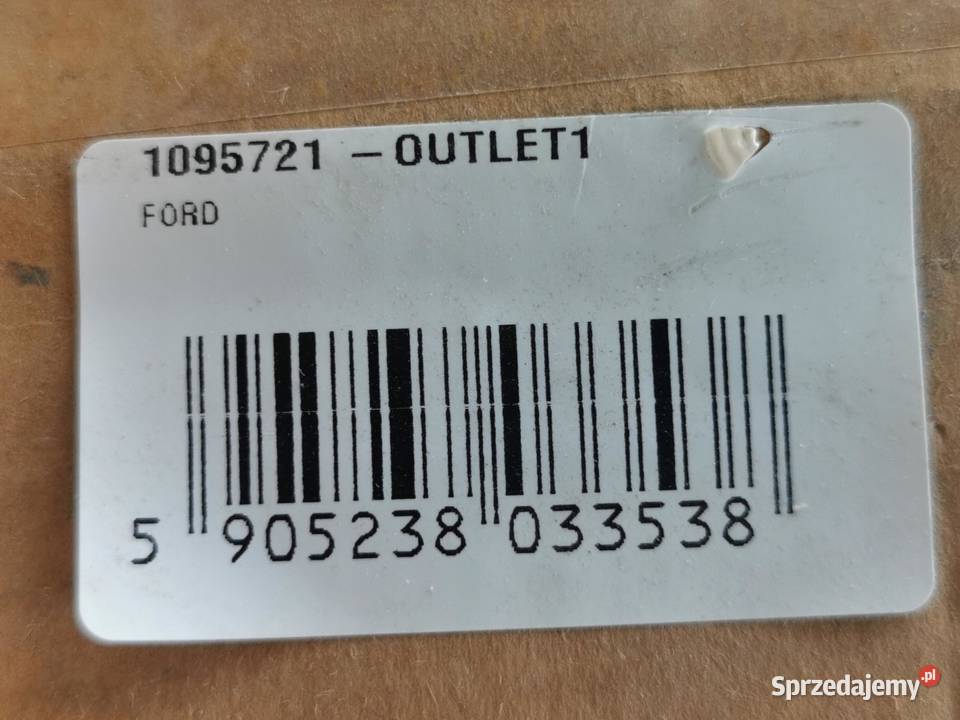 1095721 – OUTLET1
FORD
5 905238 033538
Sprzedajemy.pl